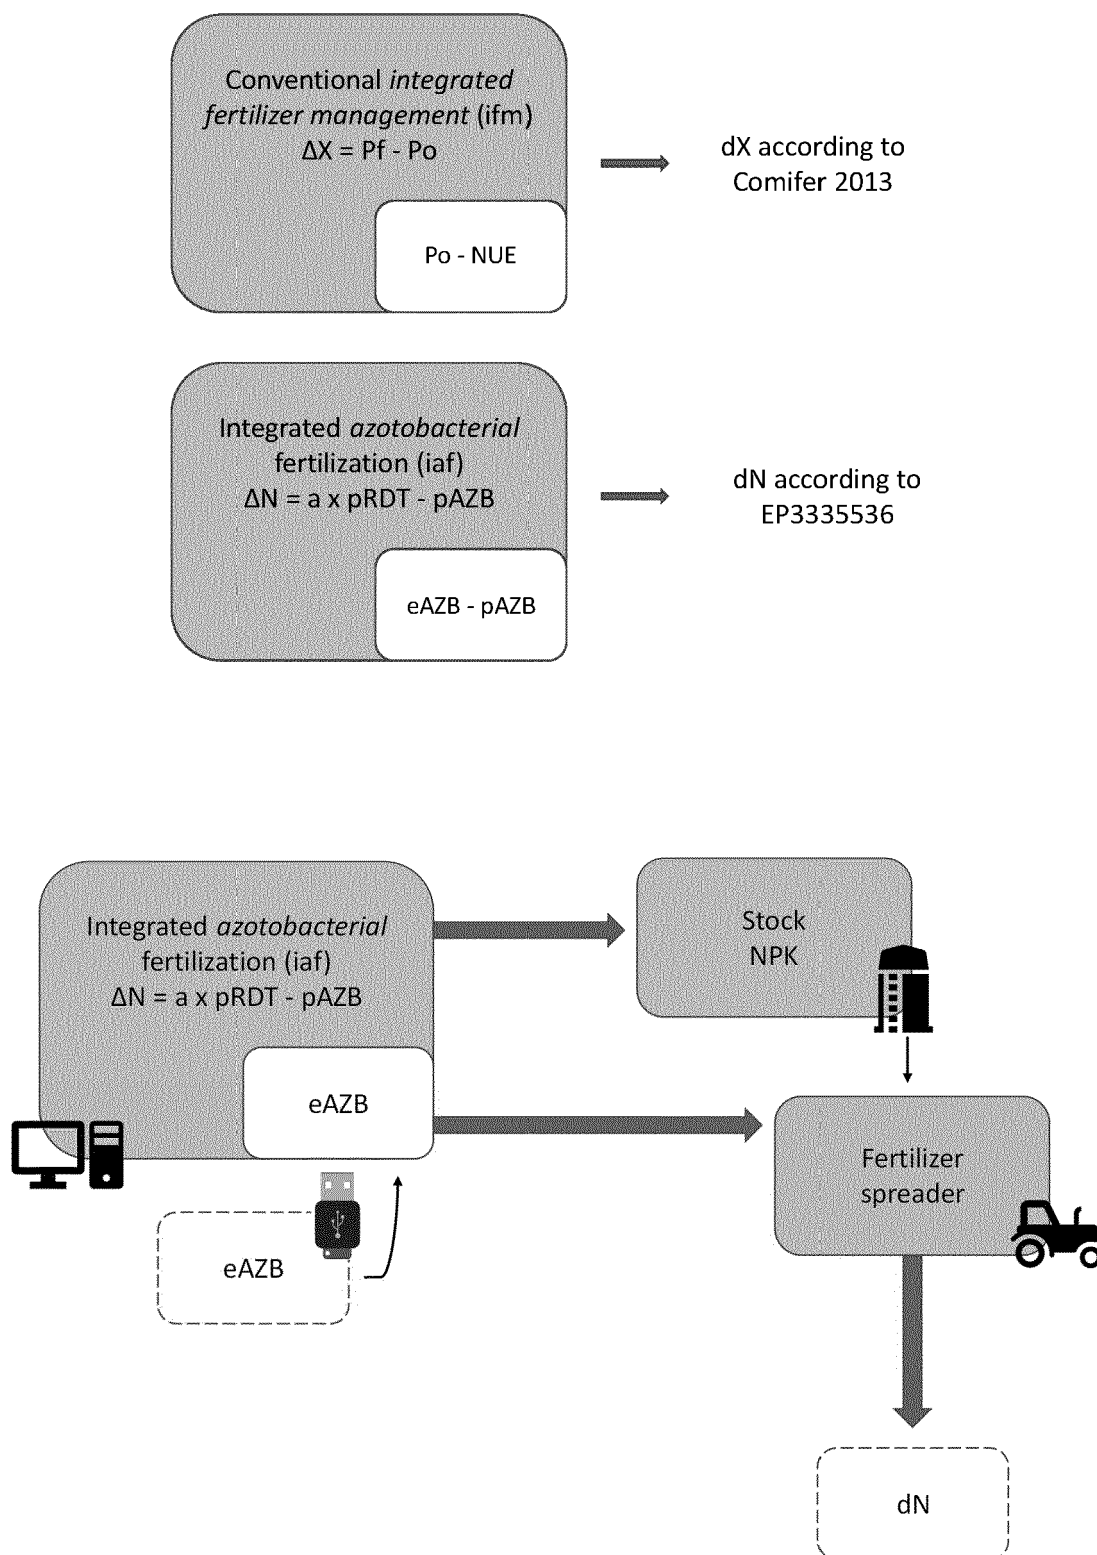 Conventional integrated
fertilizer management (ifm)
ΔX = Pf - Po
Po - NUE
dX according to
Comifer 2013
Integrated azotobacterial
fertilization (iaf)
ΔN = a x pRDT - pAZB
eAZB - pAZB
dN according to
EP3335536
Integrated azotobacterial
fertilization (iaf)
ΔN = a x pRDT - pAZB
eAZB
Stock
NPK
Fertilizer
spreader
eAZB
dN